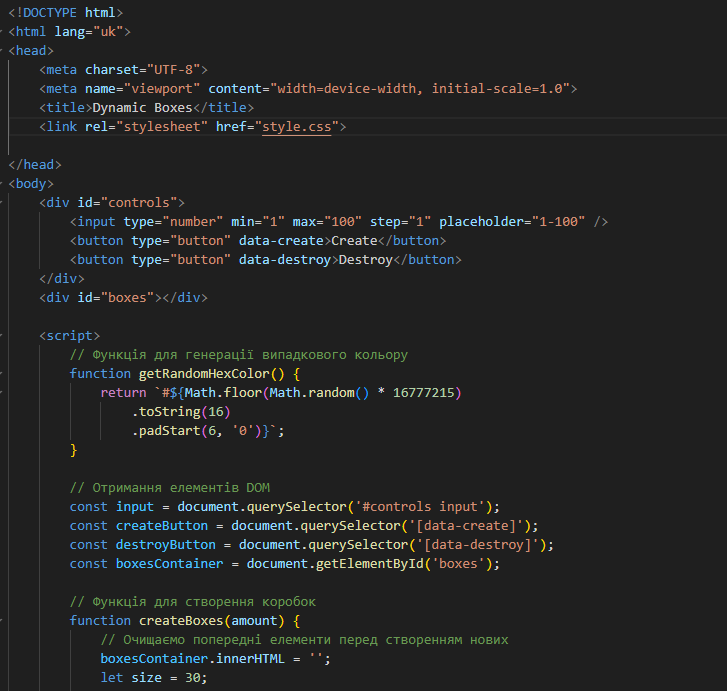 <!DOCTYPE html>
<html lang="uk">
<head>
    <meta charset="UTF-8">
    <meta name="viewport" content="width=device-width, initial-scale=1.0">
    <title>Dynamic Boxes</title>
    <link rel="stylesheet" href="style.css">

</head>
<body>
    <div id="controls">
        <input type="number" min="1" max="100" step="1" placeholder="1-100" />
        <button type="button" data-create>Create</button>
        <button type="button" data-destroy>Destroy</button>
    </div>
    <div id="boxes"></div>

    <script>
        // Функція для генерації випадкового кольору
        function getRandomHexColor() {
            return `#${Math.floor(Math.random() * 16777215)
                .toString(16)
                .padStart(6, '0')}`;
        }

        // Отримання елементів DOM
        const input = document.querySelector('#controls input');
        const createButton = document.querySelector('[data-create]');
        const destroyButton = document.querySelector('[data-destroy]');
        const boxesContainer = document.getElementById('boxes');

        // Функція для створення коробок
        function createBoxes(amount) {
            // Очищаємо попередні елементи перед створенням нових
            boxesContainer.innerHTML = '';
            let size = 30;